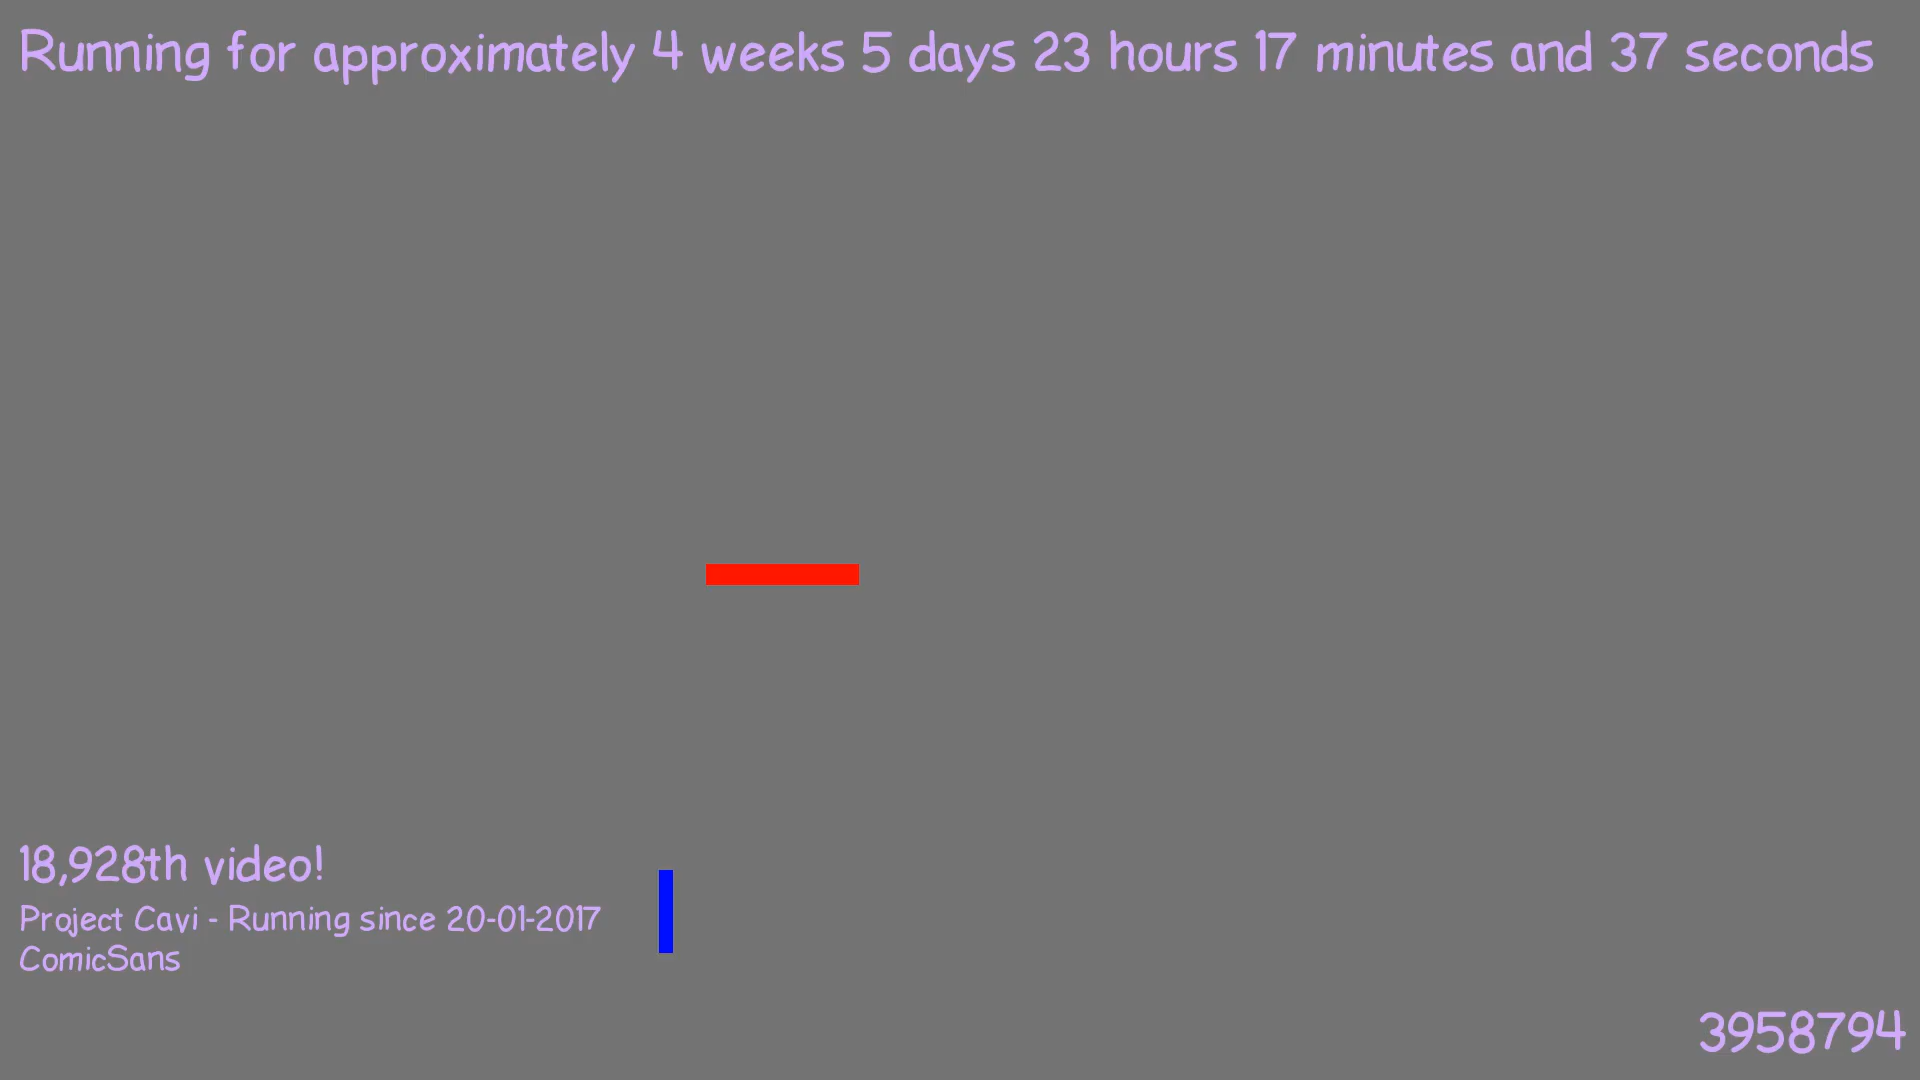 Running for approximately 4 weeks 5 days 23 hours 17 minutes and 37 seconds
18,928th video!
Project Cavi - Running since 20-01-2017
ComicSans
3958794